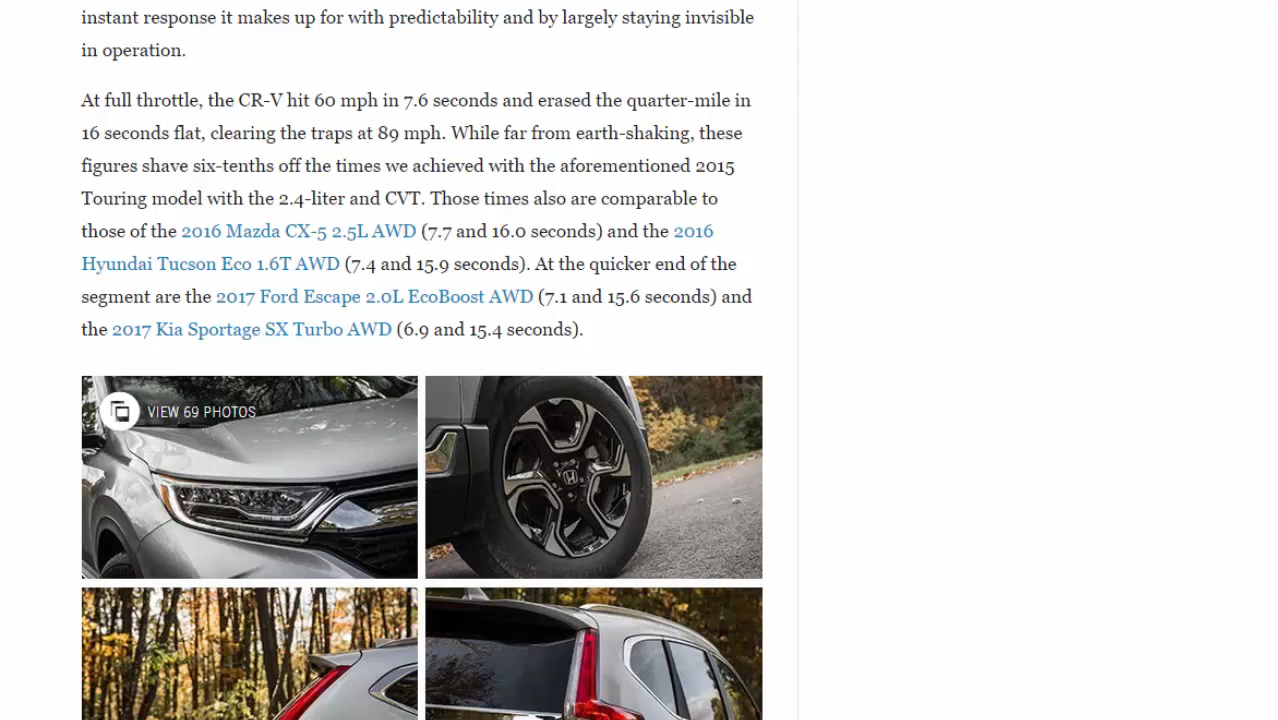 instant response it makes up for with predictability and by largely staying invisible
in operation.
At full throttle, the CR-V hit 60 mph in 7.6 seconds and erased the quarter-mile in
16 seconds flat, clearing the traps at 89 mph. While far from earth-shaking, these
figures shave six-tenths off the times we achieved with the aforementioned 2015
Touring model with the 2.4-liter and CVT. Those times also are comparable to
those of the 2016 Mazda CX-5 2.5L AWD (7.7 and 16.0 seconds) and the 2016
Hyundai Tucson Eco 1.6T AWD (7.4 and 15.9 seconds). At the quicker end of the
segment are the 2017 Ford Escape 2.0L EcoBoost AWD (7.1 and 15.6 seconds) and
the 2017 Kia Sportage SX Turbo AWD (6.9 and 15.4 seconds).
VIEW 69 PHOTOS